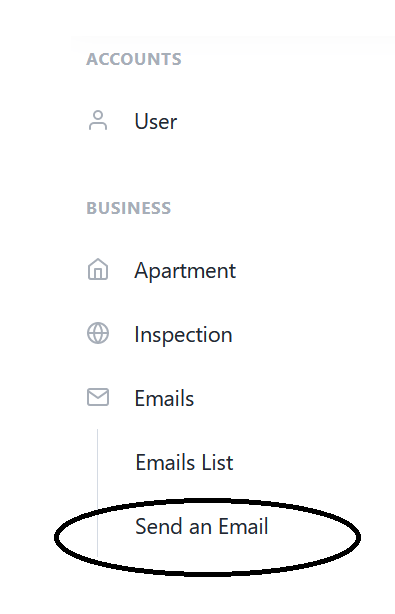 ACCOUNTS
User
BUSINESS
Apartment
Inspection
Emails
Emails List
Send an Email